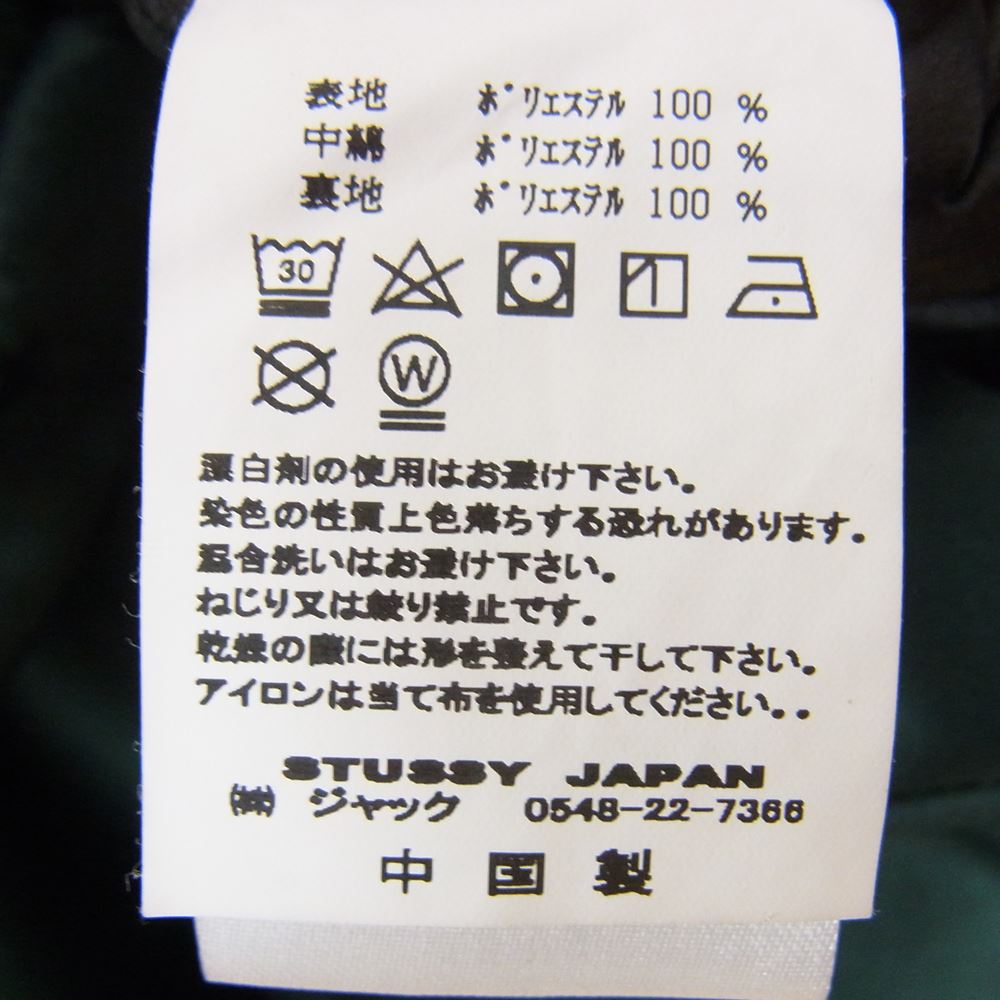 表地 ポリエステル 100 %
中綿 ポリエステル 100 %
裏地 ポリエステル 100 %
30
W
漂白剤の使用はお避け下さい。
染色の性質上色落ちする恐れがあります。
混合洗いはお避け下さい。
ねじり又は絞り禁止です。
乾燥の際には形を整えて干して下さい。
アイロンは当て布を使用してください。。
STUSSY JAPAN
㈱ ジャック 0548-22-7366
中国製